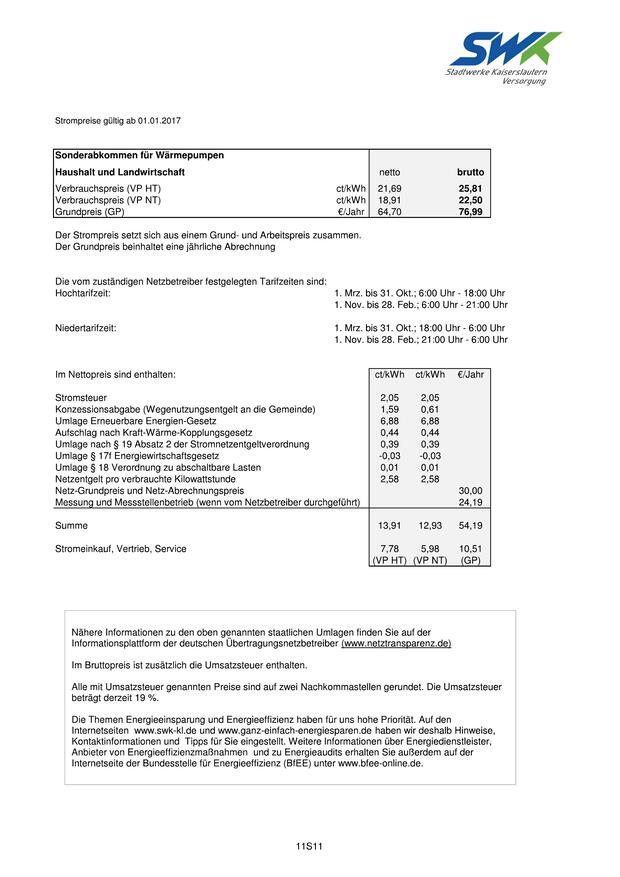 SWK
Stadtwerke Kaiserslautern
Versorgung
Strompreise gültig ab 01.01.2017
Sonderabkommen für Wärmepumpen
Haushalt und Landwirtschaft netto brutto
Verbrauchspreis (VP HT) ct/kWh 21,69 25,81
Verbrauchspreis (VP NT) ct/kWh 18,91 22,50
Grundpreis (GP) €/Jahr 64,70 76,99
Der Strompreis setzt sich aus einem Grund- und Arbeitspreis zusammen.
Der Grundpreis beinhaltet eine jährliche Abrechnung
Die vom zuständigen Netzbetreiber festgelegten Tarifzeiten sind:
Hochtarifzeit: 1. Mrz. bis 31. Okt.; 6:00 Uhr - 18:00 Uhr
1. Nov. bis 28. Feb.; 6:00 Uhr - 21:00 Uhr
Niedertarifzeit: 1. Mrz. bis 31. Okt.; 18:00 Uhr - 6:00 Uhr
1. Nov. bis 28. Feb.; 21:00 Uhr - 6:00 Uhr
Im Nettopreis sind enthalten: ct/kWh ct/kWh €/Jahr
Stromsteuer 2,05 2,05
Konzessionsabgabe (Wegenutzungsentgelt an die Gemeinde) 1,59 0,61
Umlage Erneuerbare Energien-Gesetz 6,88 6,88
Aufschlag nach Kraft-Wärme-Kopplungsgesetz 0,44 0,44
Umlage nach § 19 Absatz 2 der Stromnetzentgeltverordnung 0,39 0,39
Umlage § 17f Energiewirtschaftsgesetz -0,03 -0,03
Umlage § 18 Verordnung zu abschaltbare Lasten 0,01 0,01
Netzentgelt pro verbrauchte Kilowattstunde 2,58 2,58
Netz-Grundpreis und Netz-Abrechnungspreis 30,00
Messung und Messstellenbetrieb (wenn vom Netzbetreiber durchgeführt) 24,19
Summe 13,91 12,93 54,19
Stromeinkauf, Vertrieb, Service 7,78 5,98 10,51
(VP HT) (VP NT) (GP)
Nähere Informationen zu den oben genannten staatlichen Umlagen finden Sie auf der
Informationsplattform der deutschen Übertragungsnetzbetreiber (www.netztransparenz.de)
Im Bruttopreis ist zusätzlich die Umsatzsteuer enthalten.
Alle mit Umsatzsteuer genannten Preise sind auf zwei Nachkommastellen gerundet. Die Umsatzsteuer
beträgt derzeit 19 %.
Die Themen Energieeinsparung und Energieeffizienz haben für uns hohe Priorität. Auf den
Internetseiten www.swk-kl.de und www.ganz-einfach-energiesparen.de haben wir deshalb Hinweise,
Kontaktinformationen und Tipps für Sie eingestellt. Weitere Informationen über Energiedienstleister,
Anbieter von Energieeffizienzmaßnahmen und zu Energieaudits erhalten Sie außerdem auf der
Internetseite der Bundesstelle für Energieeffizienz (BfEE) unter www.bfee-online.de.
11S11